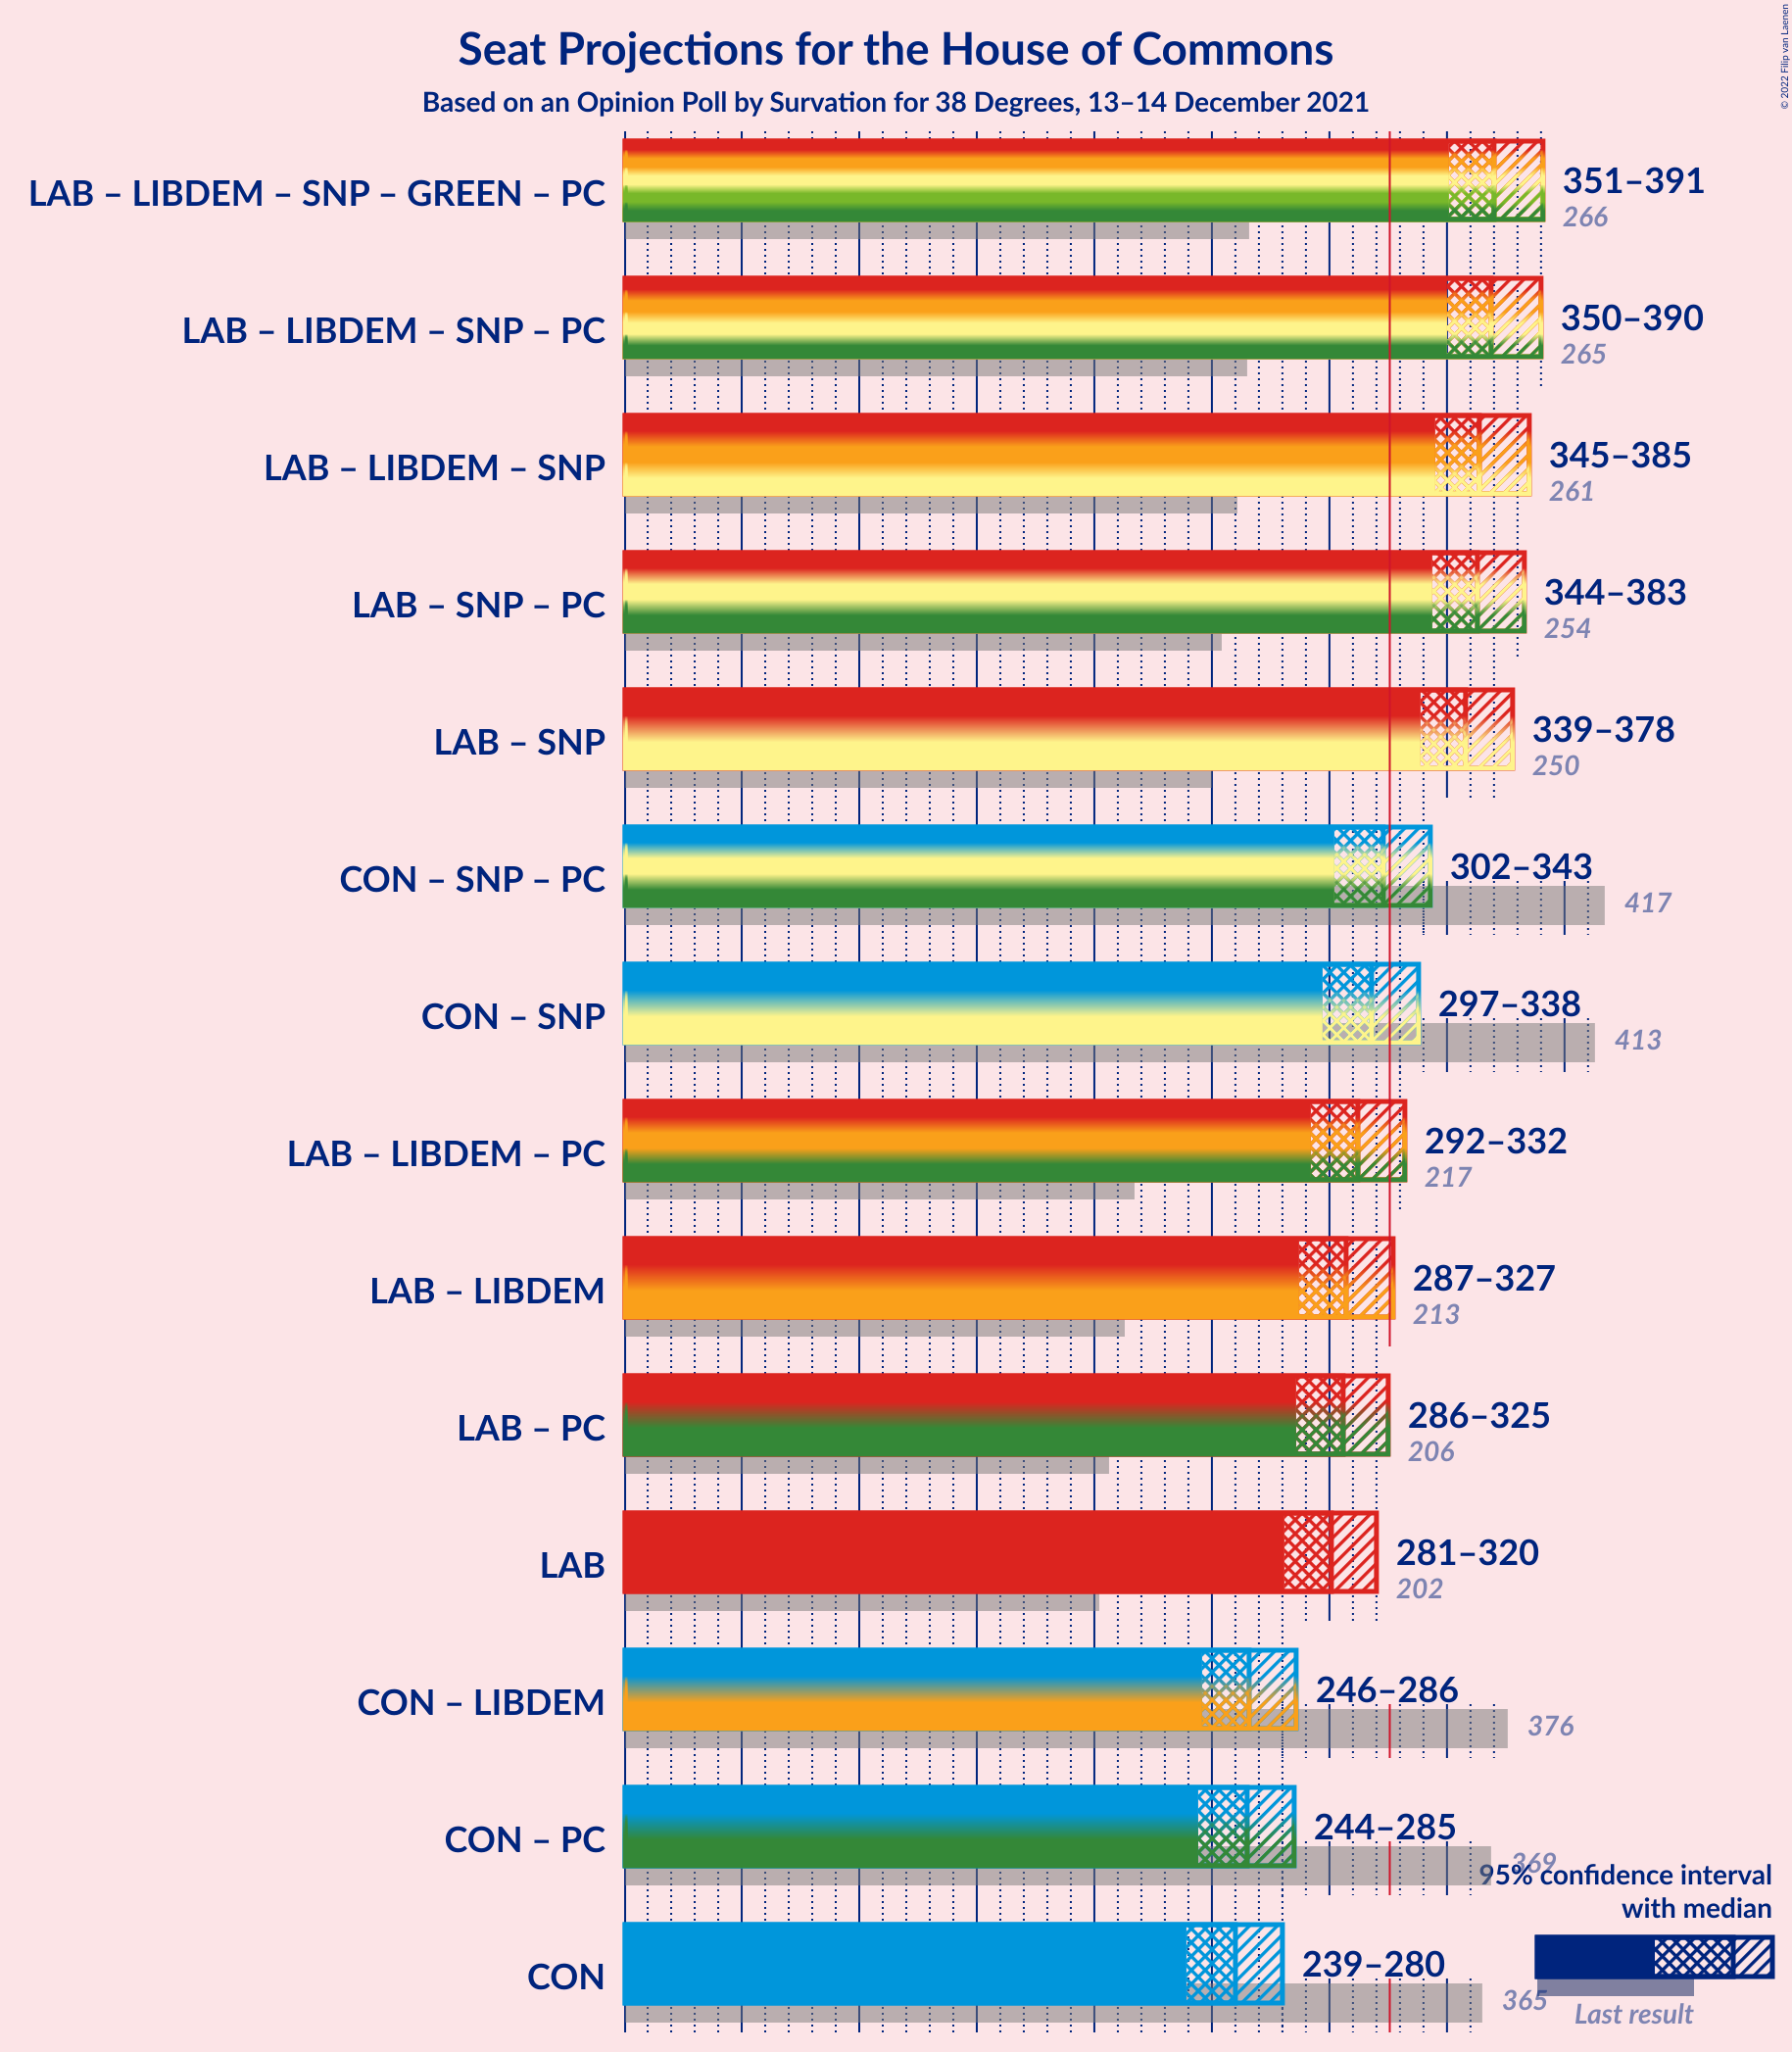 Seat Projections for the House of Commons
Based on an Opinion Poll by Survation for 38 Degrees, 13–14 December 2021
© 2022 Filip van Laenen
LAB – LIBDEM – SNP – GREEN – PC
351–391
266
LAB – LIBDEM – SNP – PC
350–390
265
LAB – LIBDEM – SNP
345–385
261
LAB – SNP – PC
344–383
254
LAB – SNP
339–378
250
CON – SNP – PC
302–343
417
CON – SNP
297–338
413
LAB – LIBDEM – PC
292–332
217
LAB – LIBDEM
287–327
213
LAB – PC
286–325
206
LAB
281–320
202
CON – LIBDEM
246–286
376
CON – PC
244–285
369
CON
239–280
365
95% confidence interval
with median
Last result